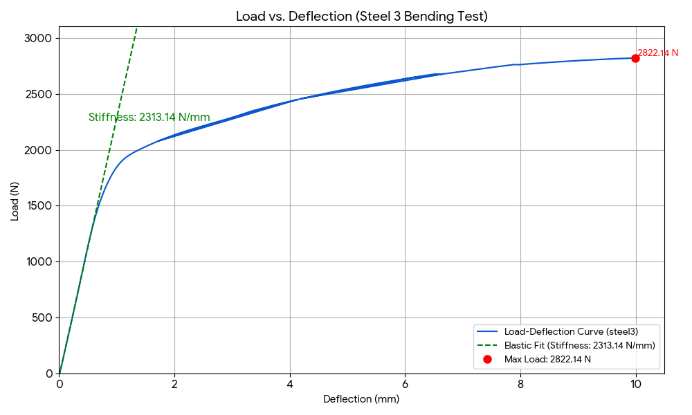 Load vs. Deflection (Steel 3 Bending Test)
3000
2822.14 N
2500
Stiffness: 2313.14 N/mm
2000
Load (N)
1500
1000
500
0
Load-Deflection Curve (steel3)
Elastic Fit (Stiffness: 2313.14 N/mm)
Max Load: 2822.14 N
0 2 4 6 8 10
Deflection (mm)